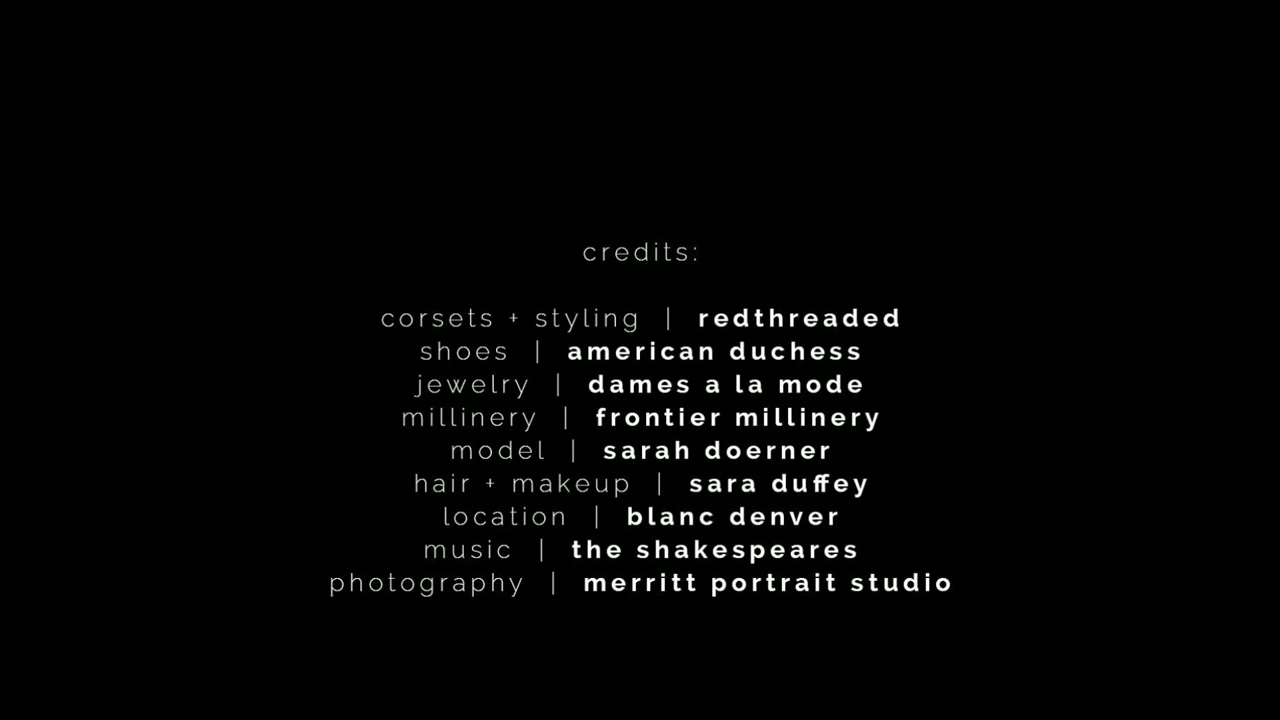 credits:
corsets + styling | redthreaded
shoes | american duchess
jewelry | dames a la mode
millinery | frontier millinery
model | sarah doerner
hair + makeup | sara duffey
location | blanc denver
music | the shakespeares
photography | merritt portrait studio